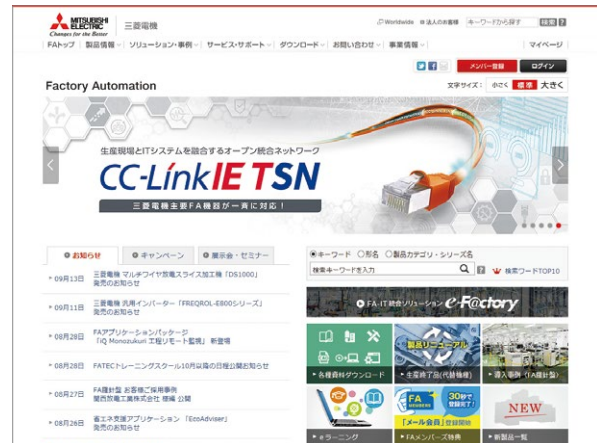 MITSUBISHI
ELECTRIC
Changes for the Better
三菱電機
Worldwide 法人のお客様 キーワードから探す 検索 ?
FAトップ 製品情報 ソリューション・事例 サービス・サポート ダウンロード お問い合わせ 事業情報 マイページ
メンバー登録 ログイン
Factory Automation
文字サイズ: 小さく 標準 大きく
生産現場とITシステムを融合するオープン統合ネットワーク
CC-Link IE TSN
三菱電機主要FA機器が一斉に対応!
お知らせ キャンペーン 展示会・セミナー
09月13日 三菱電機 マルチワイヤ放電スライス加工機「DS1000」
発売のお知らせ
09月11日 三菱電機 汎用インバーター「FREQROL-E800シリーズ」
発売のお知らせ
08月28日 FAアプリケーションパッケージ
「iQ Monozukuri 工程リモート監視」 新登場
08月28日 FATECトレーニングスクール10月以降の日程公開お知らせ
08月27日 FA羅針盤 お客様ご採用事例
関西放電工業株式会社 様編 公開
08月26日 省エネ支援アプリケーション 「EcoAdviser」
発売のお知らせ
キーワード 形名 製品カテゴリ・シリーズ名
検索キーワードを入力 ? 検索ワードTOP10
FA-IT統合ソリューション e-F@ctory
各種資料ダウンロード
製品リニューアル
生産終了品(代替機種)
導入事例(FA羅針盤)
eラーニング
FA
MEMBERS
30秒で
登録完了!
「メール会員」登録開始
FAメンバーズ特典
NEW
新製品一覧